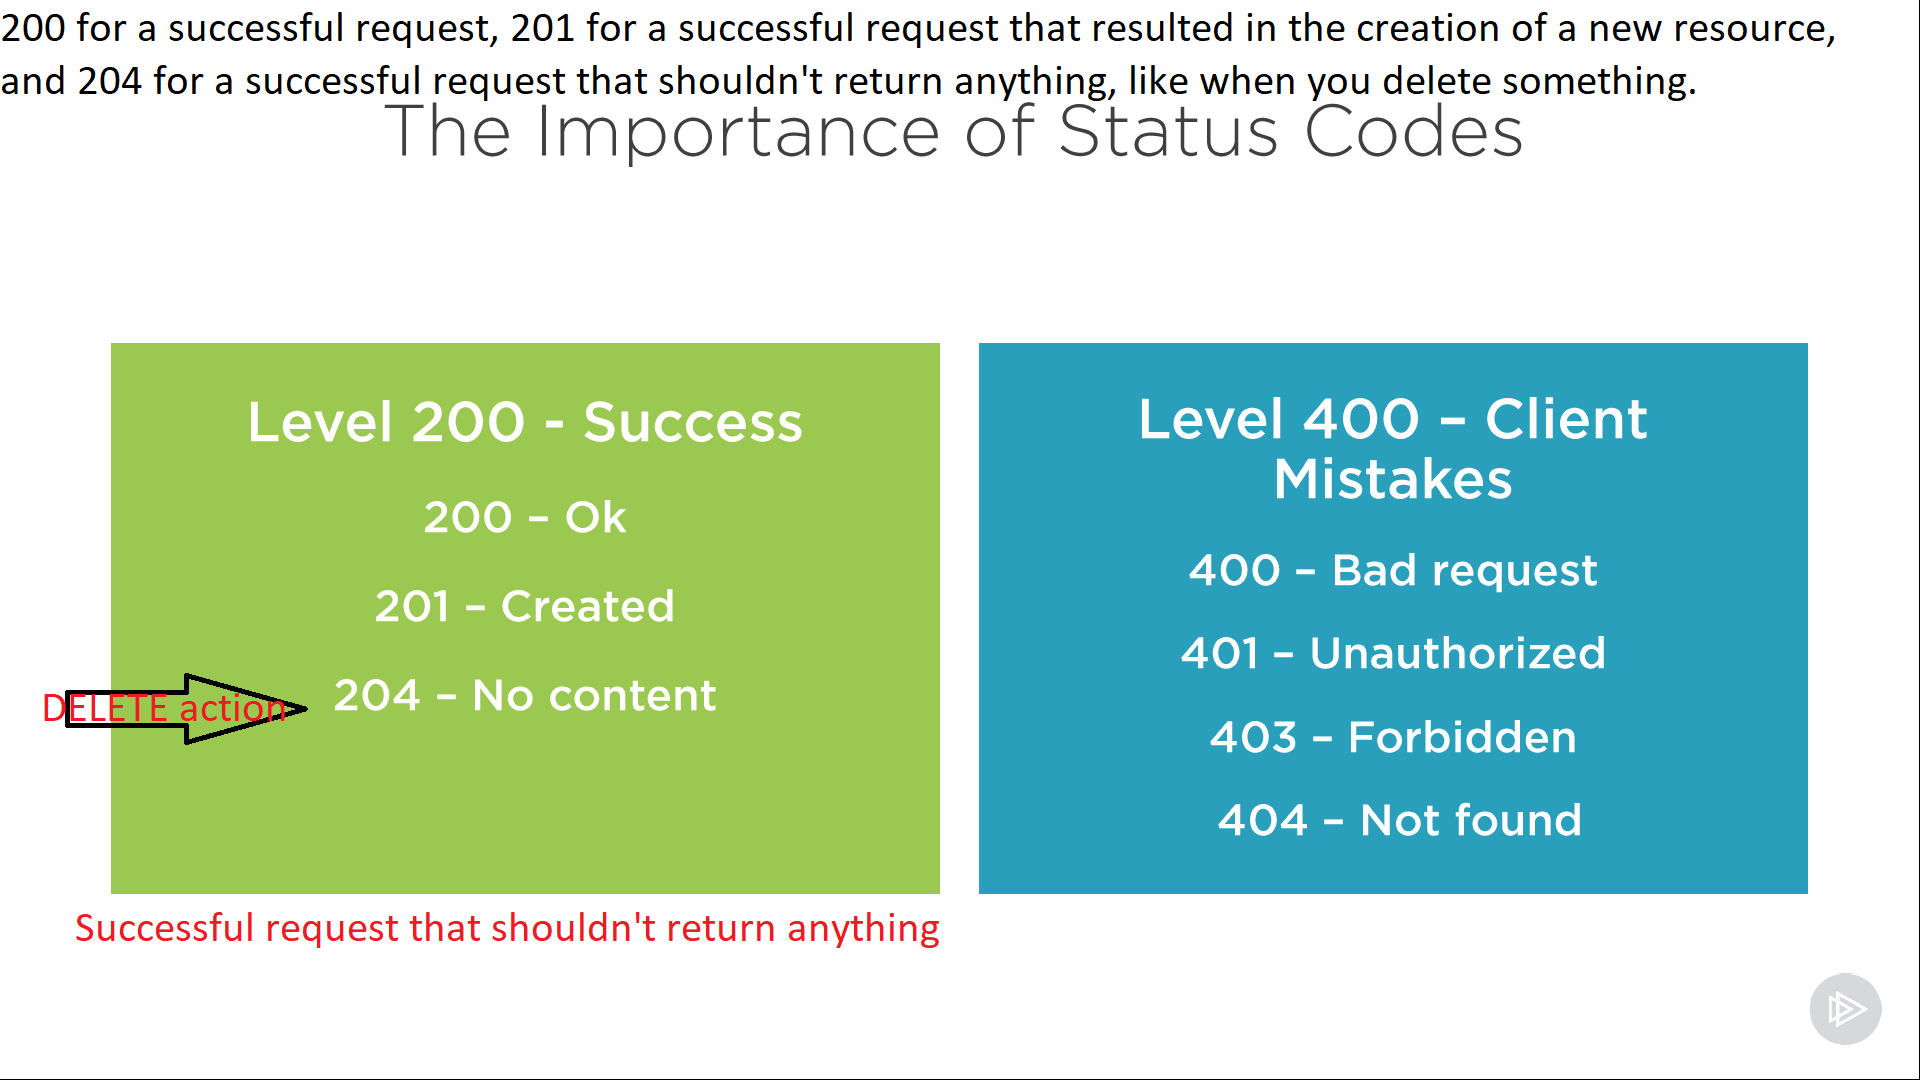 200 for a successful request, 201 for a successful request that resulted in the creation of a new resource,
and 204 for a successful request that shouldn't return anything, like when you delete something.
The Importance of Status Codes
Level 200 - Success
200 – Ok
201 – Created
DELETE action
204 – No content
Level 400 – Client
Mistakes
400 – Bad request
401 – Unauthorized
403 – Forbidden
404 – Not found
Successful request that shouldn't return anything